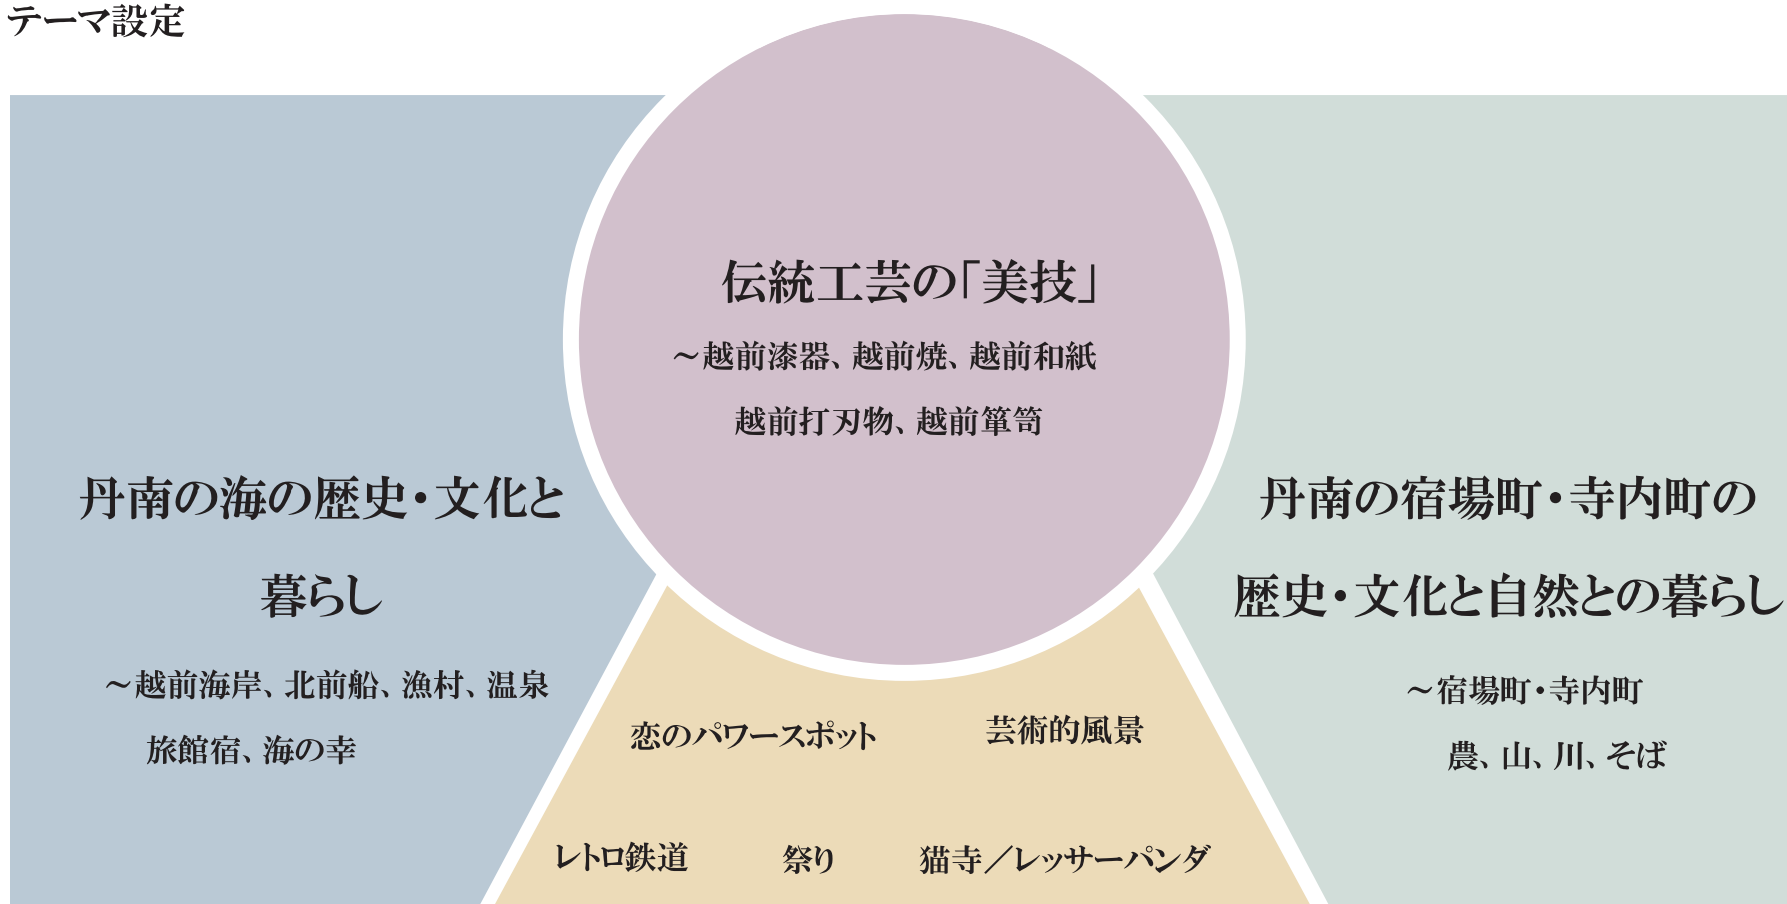 テーマ設定
伝統工芸の「美技」
～越前漆器、越前焼、越前和紙
越前打刃物、越前箪笥
丹南の海の歴史・文化と
暮らし
～越前海岸、北前船、漁村、温泉
旅館宿、海の幸
丹南の宿場町・寺内町の
歴史・文化と自然との暮らし
～宿場町・寺内町
農、山、川、そば
恋のパワースポット
芸術的風景
レトロ鉄道
祭り
猫寺／レッサーパンダ